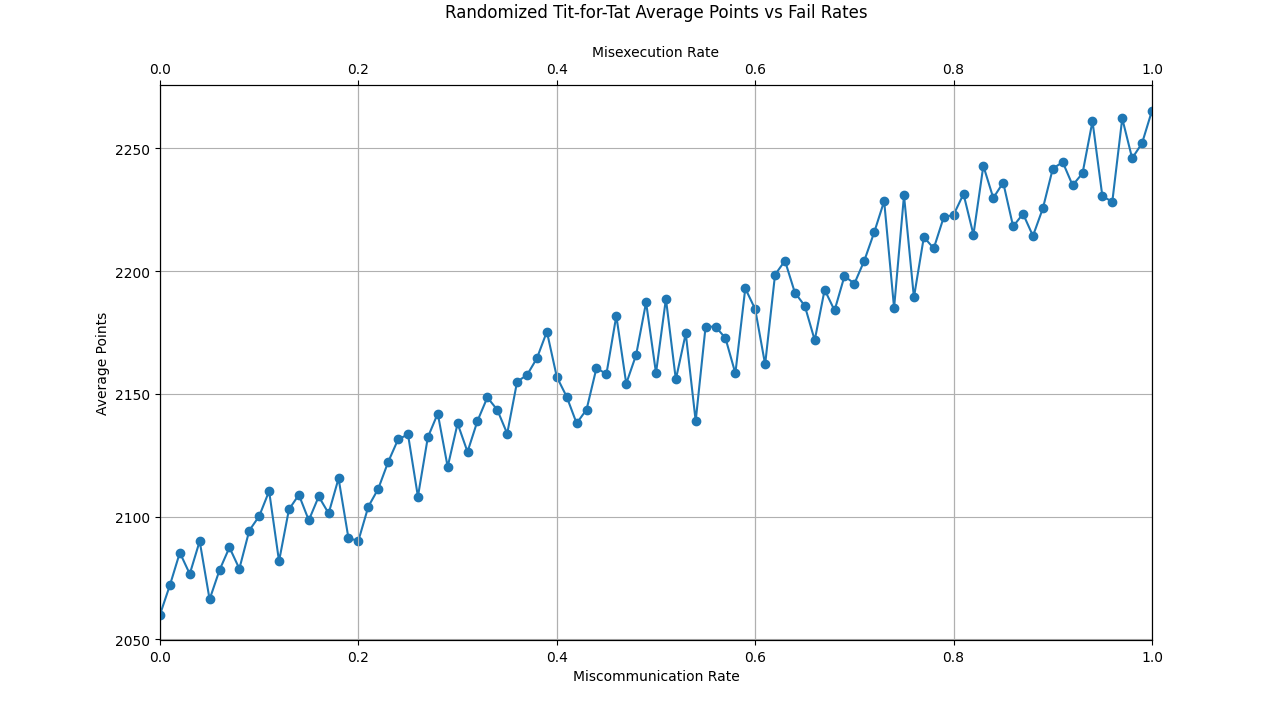 Randomized Tit-for-Tat Average Points vs Fail Rates
Misexecution Rate
0.0 0.2 0.4 0.6 0.8 1.0
2250
2200
2150
2100
2050
Average Points
0.0 0.2 0.4 0.6 0.8 1.0
Miscommunication Rate